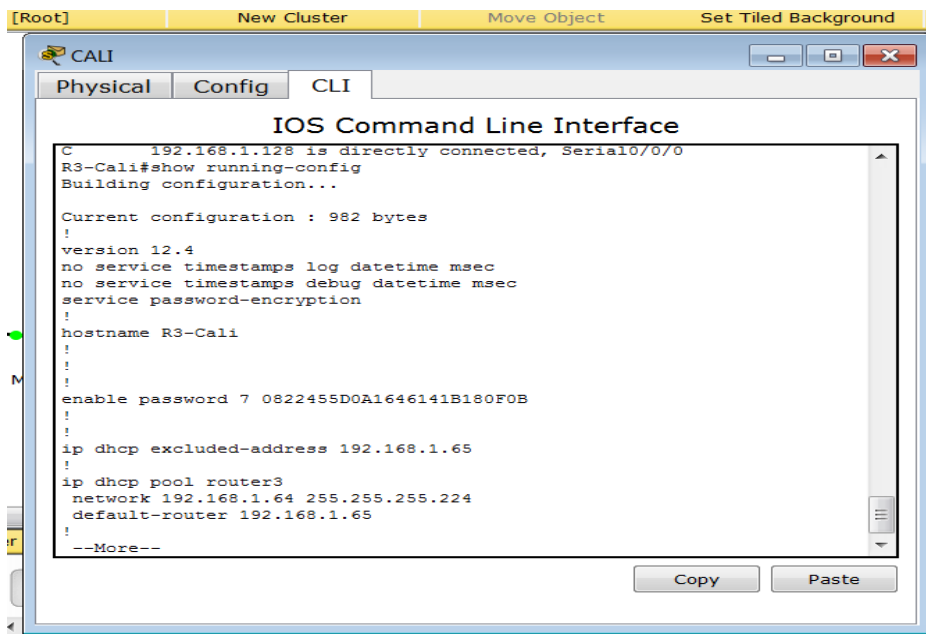 [Root] New Cluster Move Object Set Tiled Background
CALI
Physical Config CLI
IOS Command Line Interface
C 192.168.1.128 is directly connected, Serial0/0/0
R3-Cali#show running-config
Building configuration...
Current configuration : 982 bytes
!
version 12.4
no service timestamps log datetime msec
no service timestamps debug datetime msec
service password-encryption
!
hostname R3-Cali
!
!
!
enable password 7 0822455D0A1646141B180F0B
!
!
ip dhcp excluded-address 192.168.1.65
!
ip dhcp pool router3
network 192.168.1.64 255.255.255.224
default-router 192.168.1.65
!
--More--
Copy Paste